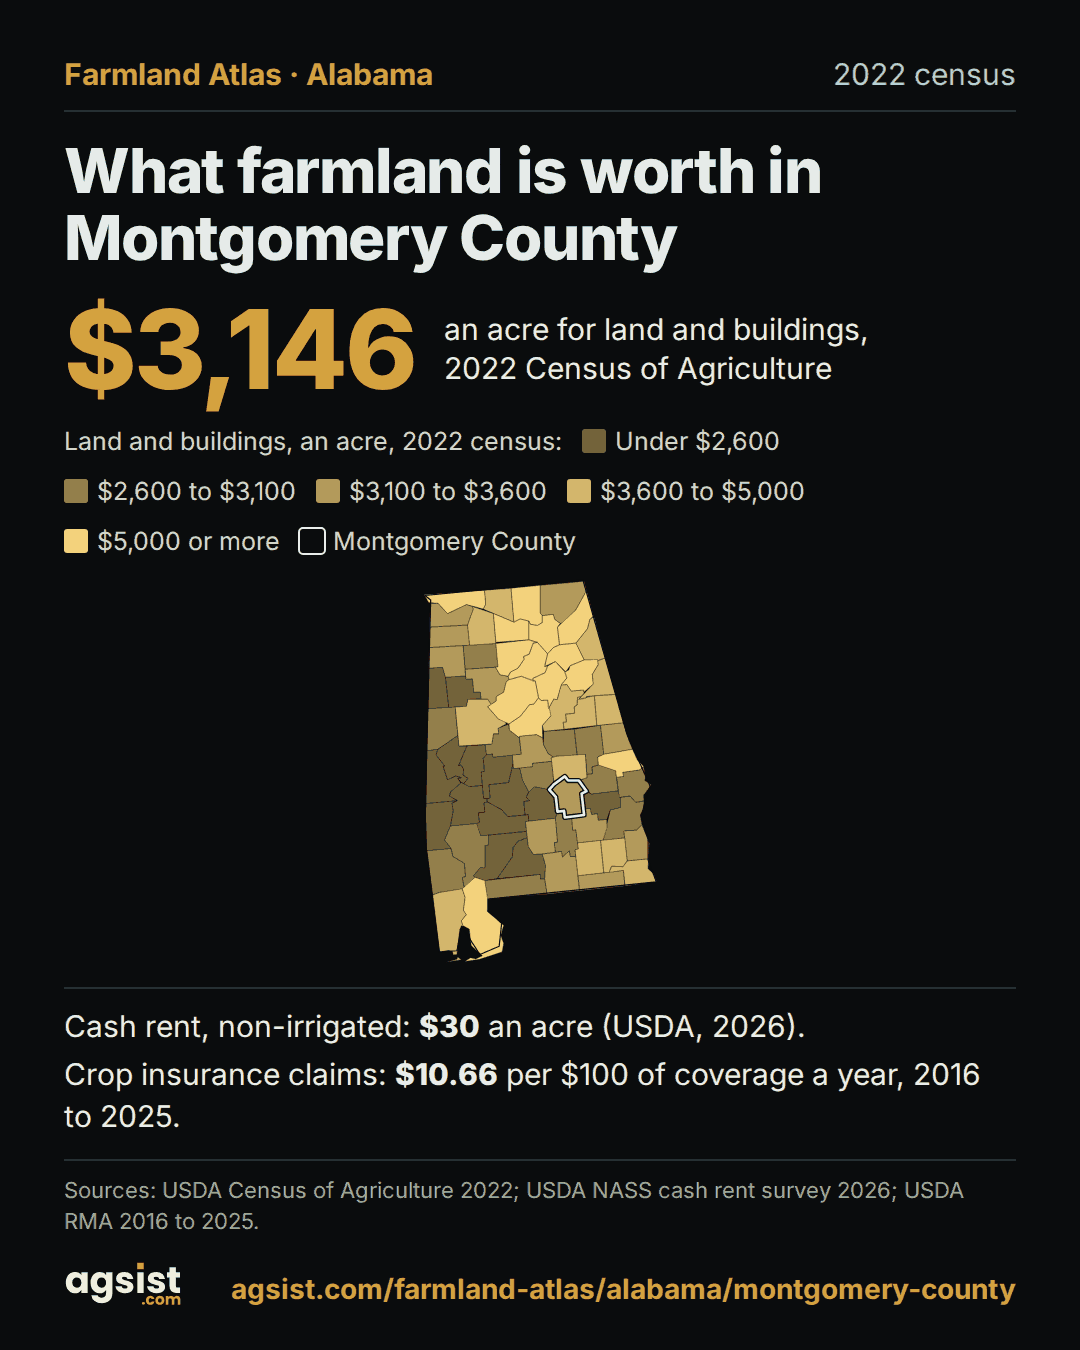 Farmland Atlas · Alabama
2022 census
What farmland is worth in
Montgomery County
$3,146
an acre for land and buildings,
2022 Census of Agriculture
Land and buildings, an acre, 2022 census: Under $2,600
$2,600 to $3,100 $3,100 to $3,600 $3,600 to $5,000
$5,000 or more Montgomery County
Cash rent, non-irrigated: $30 an acre (USDA, 2026).
Crop insurance claims: $10.66 per $100 of coverage a year, 2016
to 2025.
Sources: USDA Census of Agriculture 2022; USDA NASS cash rent survey 2026; USDA
RMA 2016 to 2025.
agsist
.com
agsist.com/farmland-atlas/alabama/montgomery-county